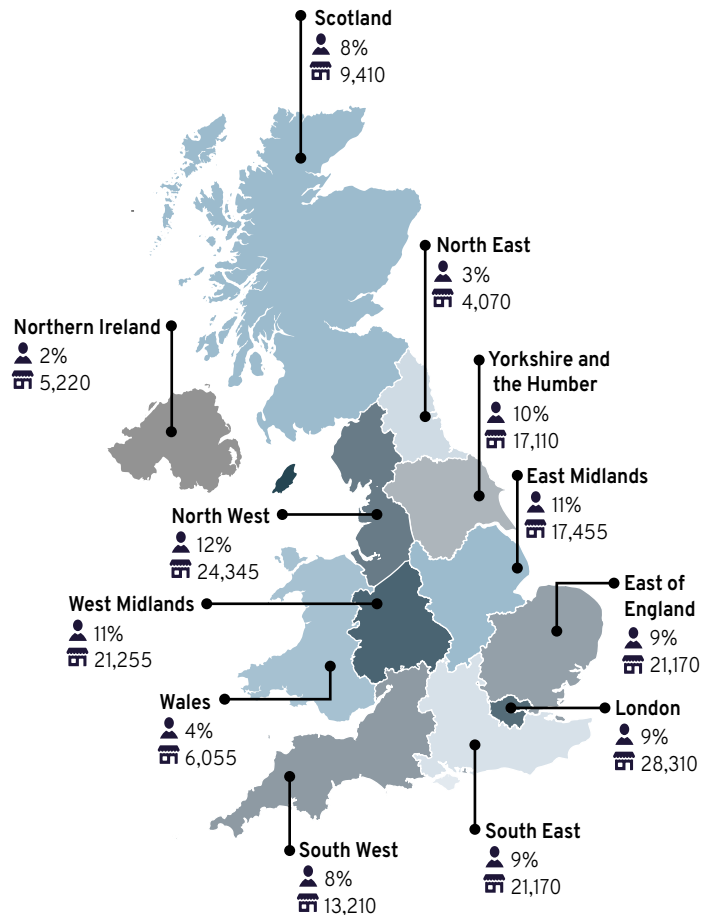 Scotland
8%
9,410
North East
3%
4,070
Northern Ireland
2%
5,220
Yorkshire and
the Humber
10%
17,110
East Midlands
11%
17,455
North West
12%
24,345
East of
England
9%
21,170
West Midlands
11%
21,255
Wales
4%
6,055
London
9%
28,310
South East
9%
21,170
South West
8%
13,210